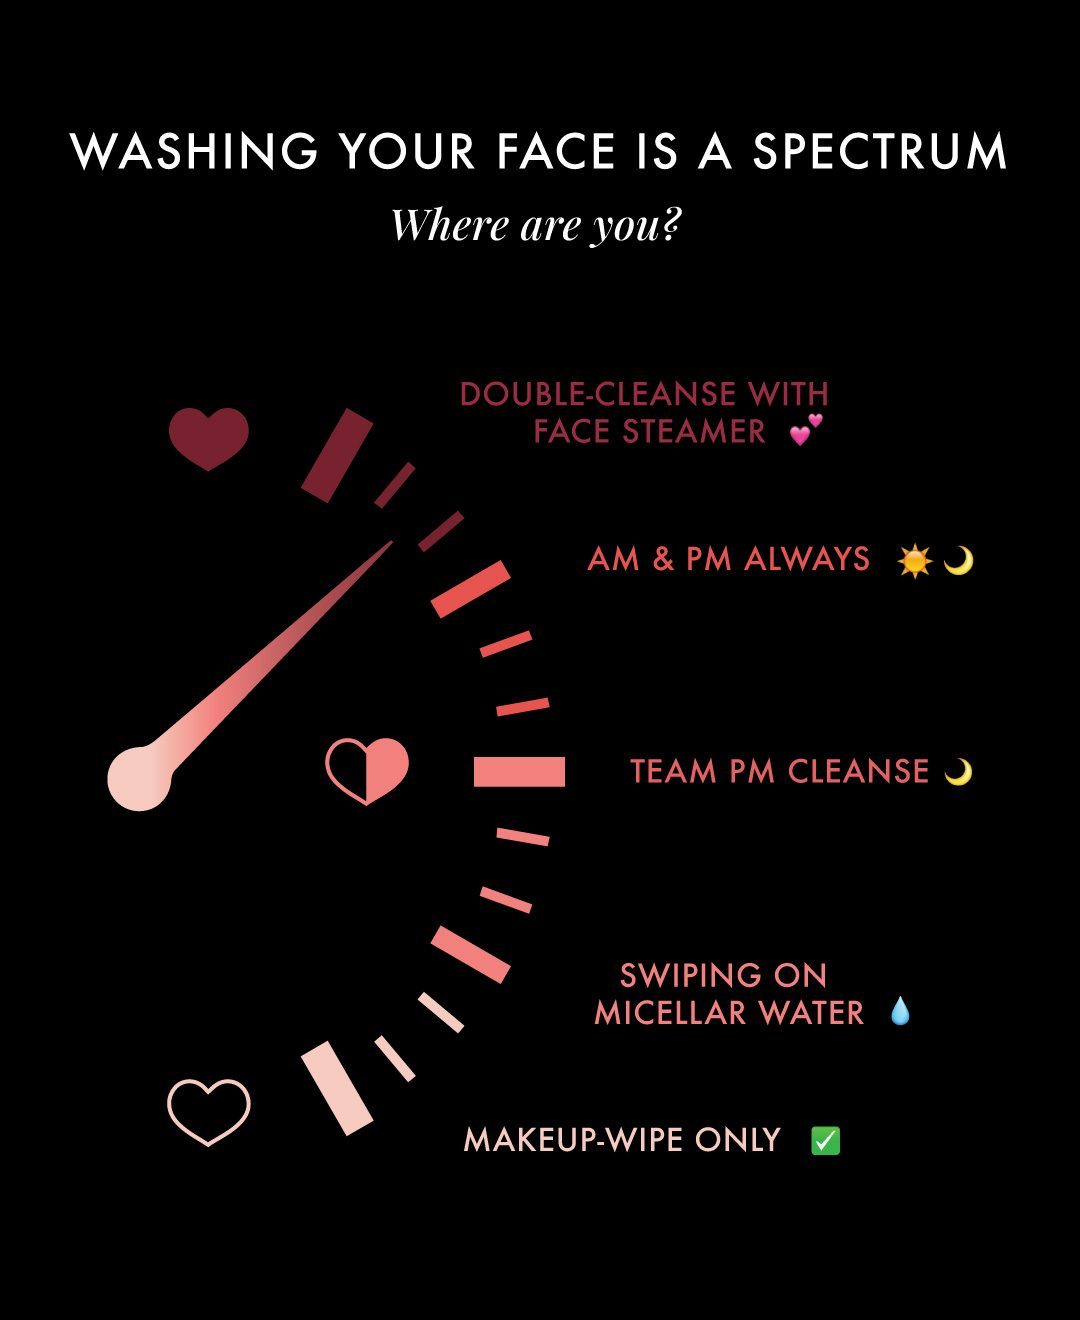 WASHING YOUR FACE IS A SPECTRUM
Where are you?
DOUBLE-CLEANSE WITH
FACE STEAMER 💕
AM & PM ALWAYS ☀️🌙
TEAM PM CLEANSE 🌙
SWIPING ON
MICELLAR WATER 💧
MAKEUP-WIPE ONLY ✅